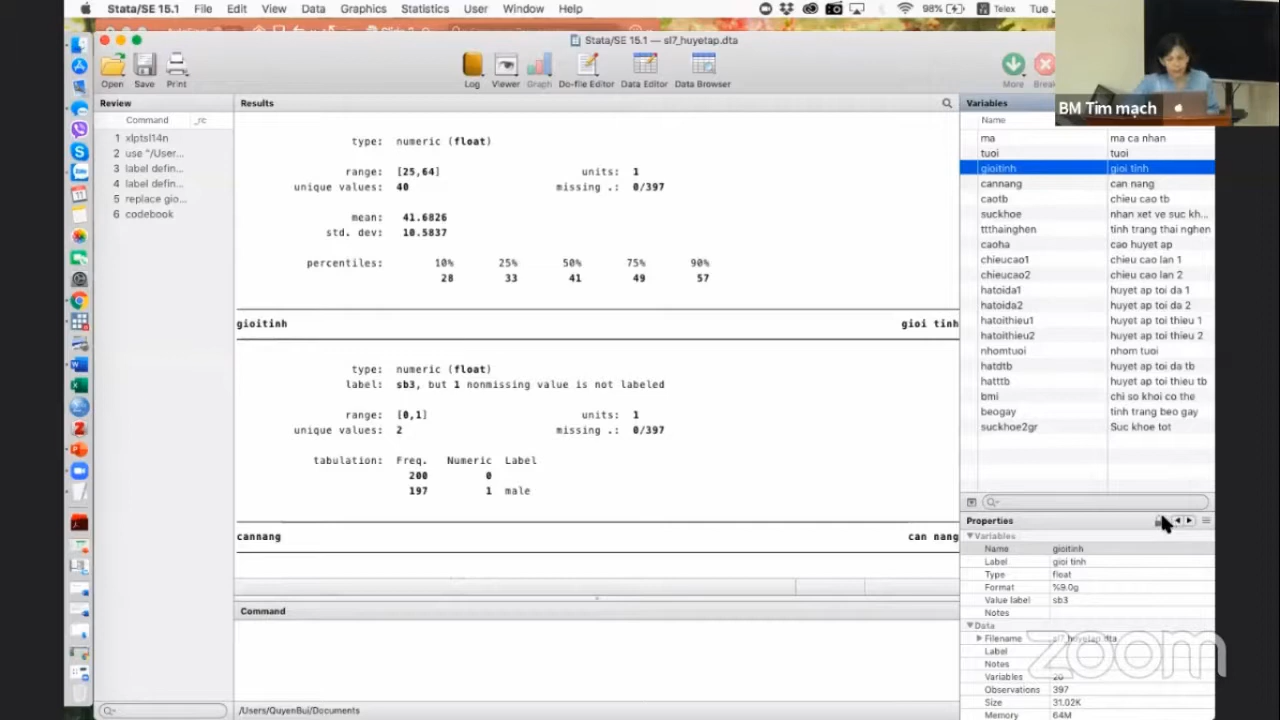 Stata/SE 15.1 File Edit View Data Graphics Statistics User Window Help 98% Telex Tue
Stata/SE 15.1 — sl7_huyetap.dta
Open Save Print Log Viewer Graph Do-file Editor Data Editor Data Browser More Break
BM Tim mạch
Review
Command _rc
1 xlptsl14n
2 use "/User...
3 label defin...
4 label defin...
5 replace gio...
6 codebook
Results
type: numeric (float)
range: [25,64] units: 1
unique values: 40 missing .: 0/397
mean: 41.6826
std. dev: 10.5837
percentiles: 10% 25% 50% 75% 90%
28 33 41 49 57
gioitinh gioi tinh
type: numeric (float)
label: sb3, but 1 nonmissing value is not labeled
range: [0,1] units: 1
unique values: 2 missing .: 0/397
tabulation: Freq. Numeric Label
200 0
197 1 male
cannang can nang
Command
/Users/QuyenBui/Documents
Variables
Name
ma ma ca nhan
tuoi tuoi
gioitinh gioi tinh
cannang can nang
caotb chieu cao tb
suckhoe nhan xet ve suc kh...
ttthainghen tinh trang thai nghen
caoha cao huyet ap
chieucao1 chieu cao lan 1
chieucao2 chieu cao lan 2
hatoida1 huyet ap toi da 1
hatoida2 huyet ap toi da 2
hatoithieu1 huyet ap toi thieu 1
hatoithieu2 huyet ap toi thieu 2
nhomtuoi nhom tuoi
hatdtb huyet ap toi da tb
hatttb huyet ap toi thieu tb
bmi chi so khoi co the
beogay tinh trang beo gay
suckhoe2gr Suc khoe tot
Properties
Variables
Name gioitinh
Label gioi tinh
Type float
Format %9.0g
Value label sb3
Notes
Data
Filename sl7_huyetap.dta
Label
Notes
Variables 20
Observations 397
Size 31.02K
Memory 64M
zoom